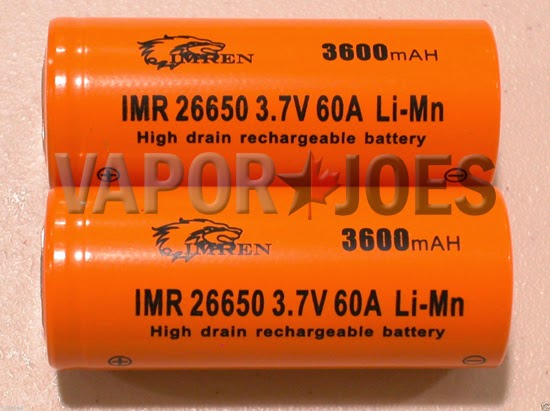 IMREN 3600mAH
IMR 26650 3.7V 60A Li-Mn
High drain rechargeable battery
VAPOR JOES
IMREN 3600mAH
IMR 26650 3.7V 60A Li-Mn
High drain rechargeable battery